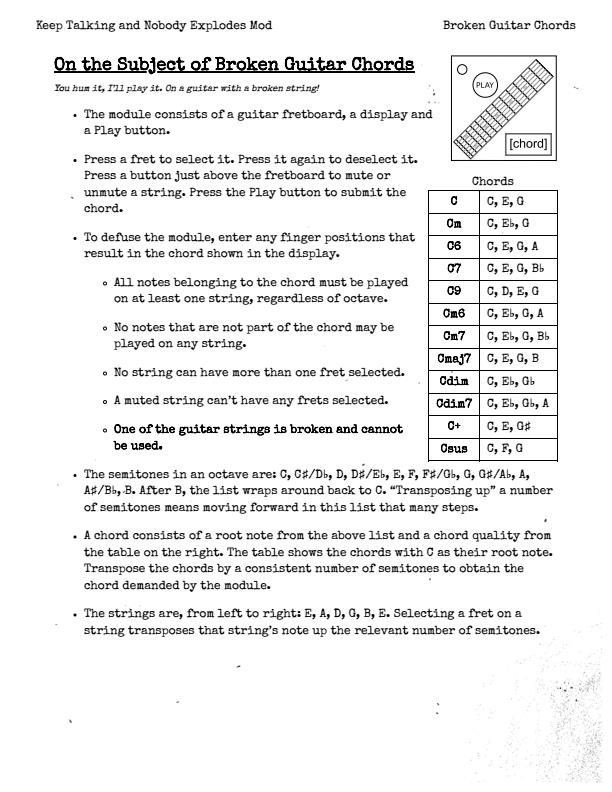 Keep Talking and Nobody Explodes Mod
Broken Guitar Chords
On the Subject of Broken Guitar Chords
You hum it, I'll play it. On a guitar with a broken string!
PLAY
[chord]
• The module consists of a guitar fretboard, a display and
a Play button.
• Press a fret to select it. Press it again to deselect it.
Press a button just above the fretboard to mute or
unmute a string. Press the Play button to submit the
chord.
• To defuse the module, enter any finger positions that
result in the chord shown in the display.
∘ All notes belonging to the chord must be played
on at least one string, regardless of octave.
∘ No notes that are not part of the chord may be
played on any string.
∘ No string can have more than one fret selected.
∘ A muted string can't have any frets selected.
∘ One of the guitar strings is broken and cannot
be used.
Chords
C C, E, G
Cm C, E♭, G
C6 C, E, G, A
C7 C, E, G, B♭
C9 C, D, E, G
Cm6 C, E♭, G, A
Cm7 C, E♭, G, B♭
Cmaj7 C, E, G, B
Cdim C, E♭, G♭
Cdim7 C, E♭, G♭, A
C+ C, E, G♯
Csus C, F, G
• The semitones in an octave are: C, C♯/D♭, D, D♯/E♭, E, F, F♯/G♭, G, G♯/A♭, A,
A♯/B♭, B. After B, the list wraps around back to C. “Transposing up” a number
of semitones means moving forward in this list that many steps.
• A chord consists of a root note from the above list and a chord quality from
the table on the right. The table shows the chords with C as their root note.
Transpose the chords by a consistent number of semitones to obtain the
chord demanded by the module.
• The strings are, from left to right: E, A, D, G, B, E. Selecting a fret on a
string transposes that string's note up the relevant number of semitones.